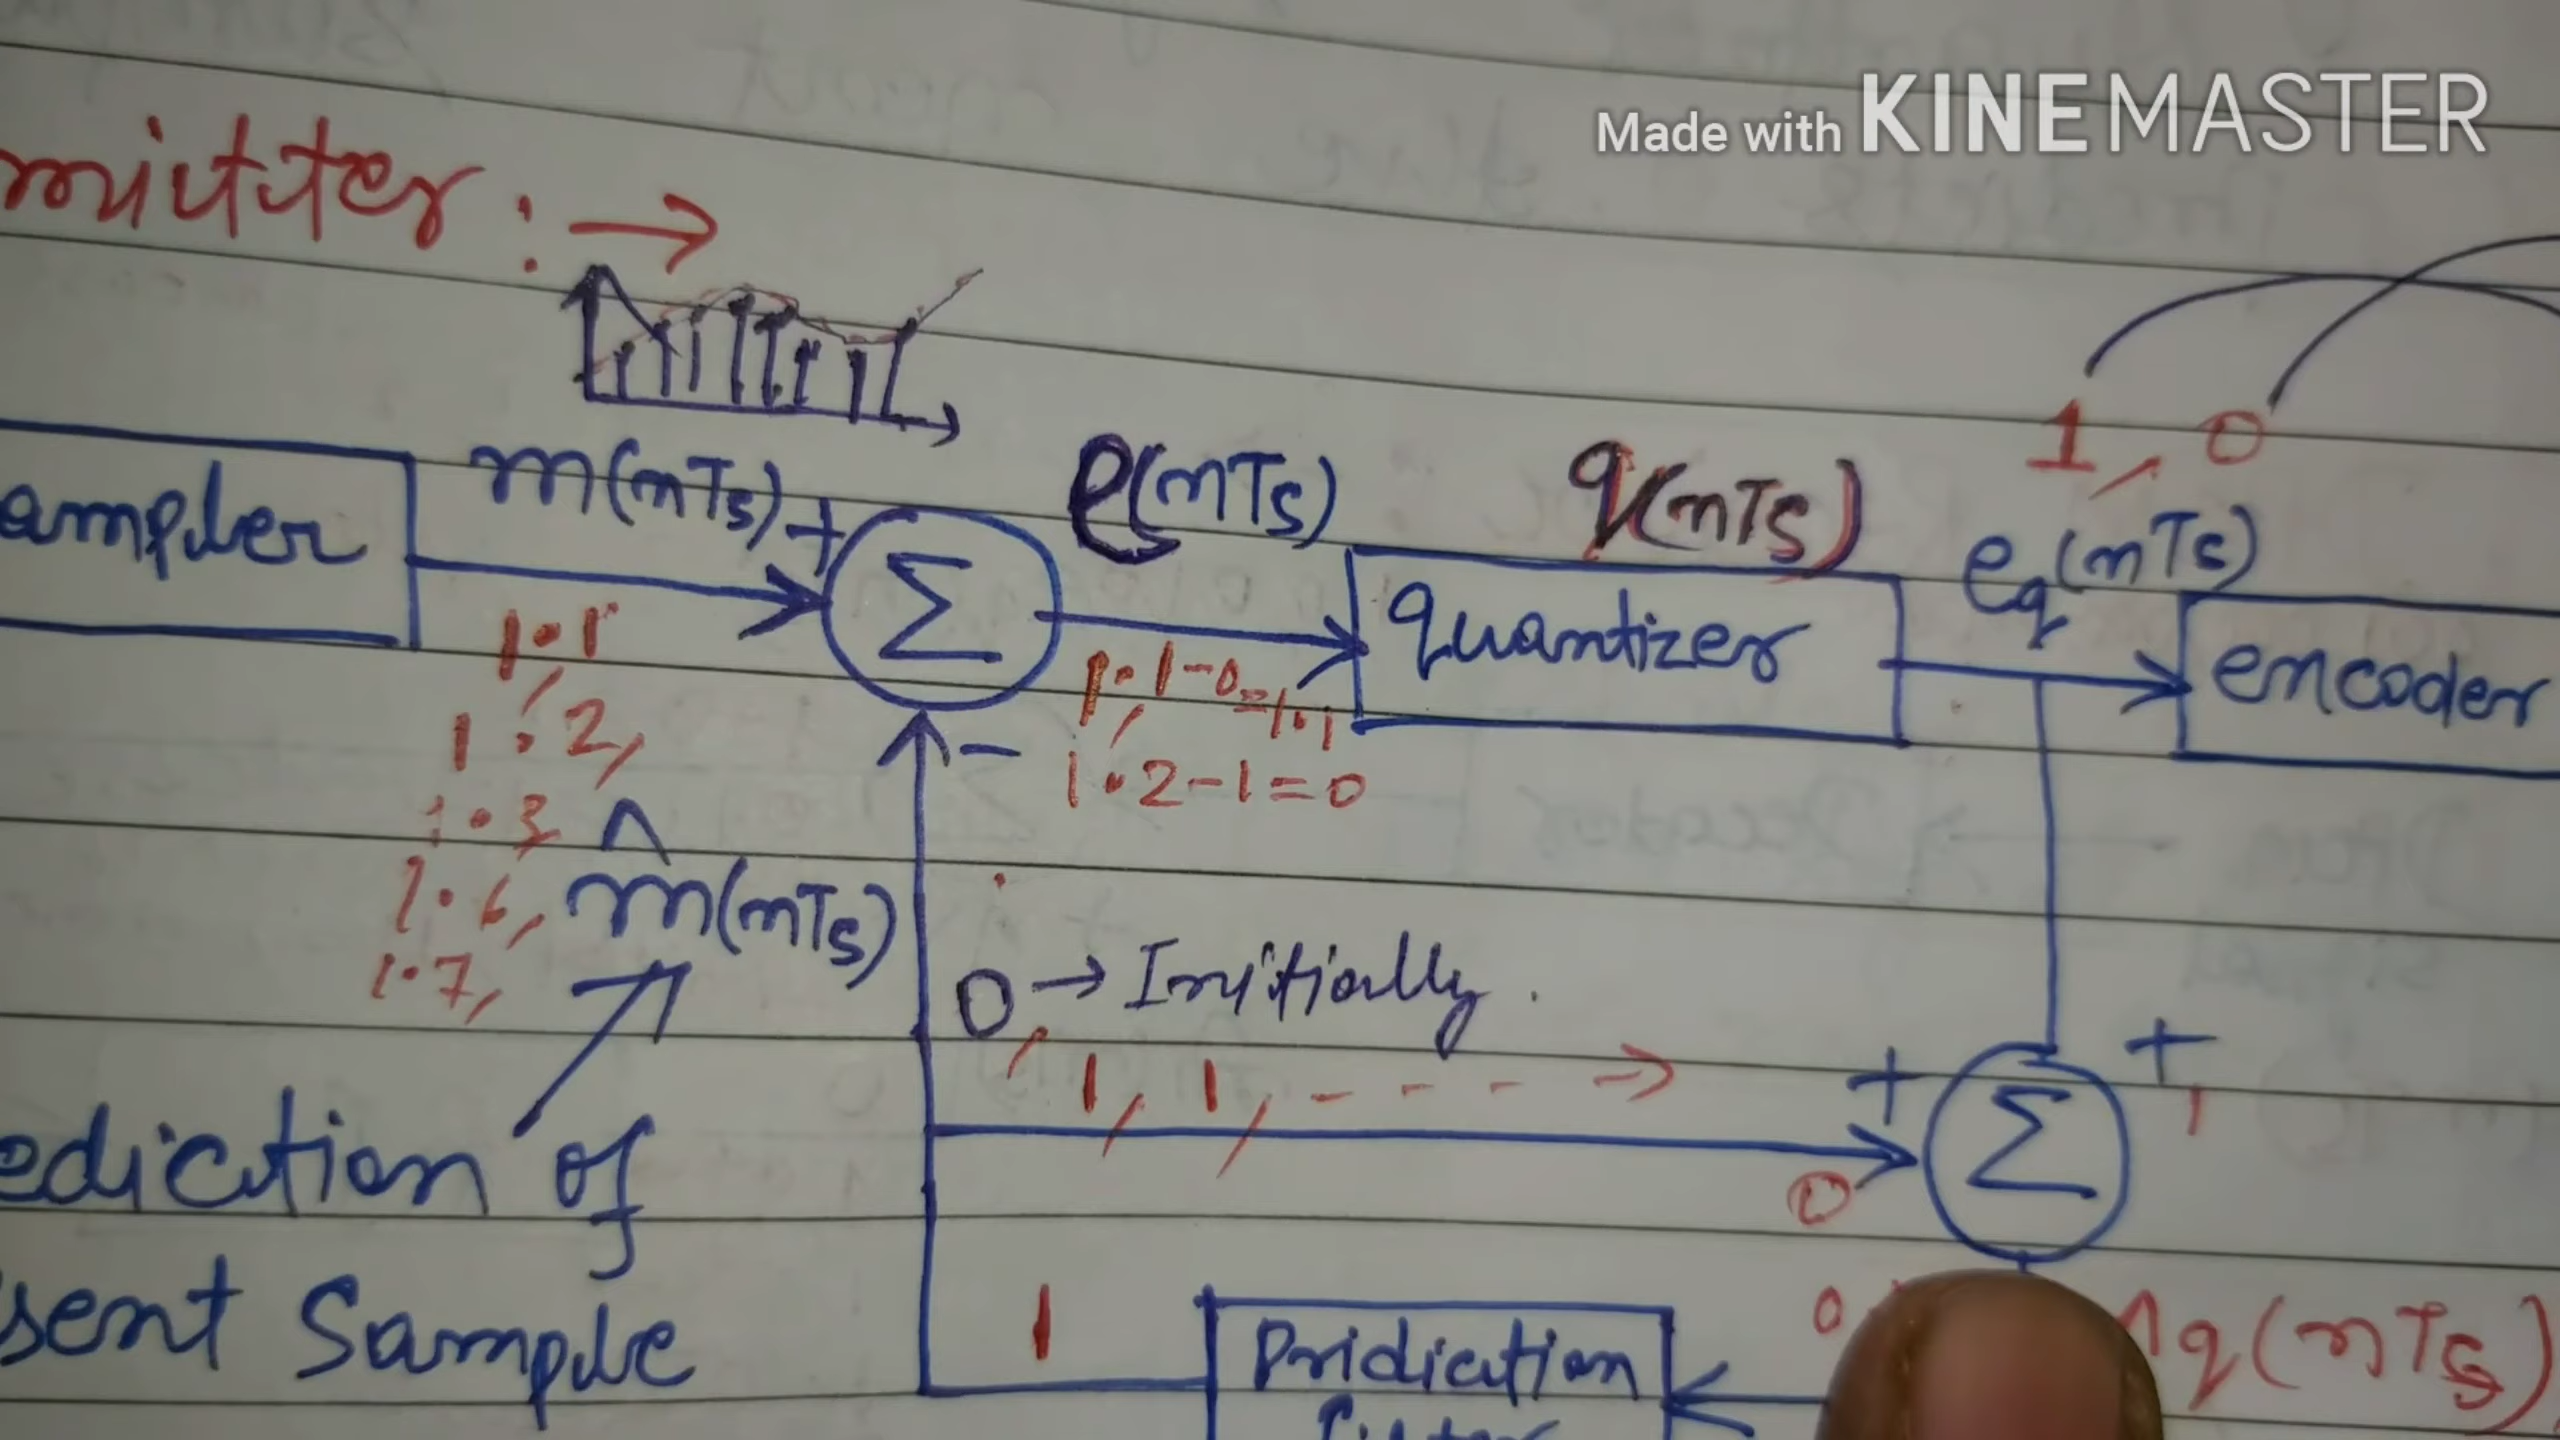 Made with KINEMASTER
mitter : →
1, 0
m(nTs) + e(nTs) q(nTs) eq(nTs)
ampler Σ quantizer encoder
1.1, 1.1-0=1.1,
1.2, - 1.2-1=0
1.3
1.6, m̂(nTs)
1.7, 0 → Initially.
, 1, 1, - - - → + +
Σ 1
ediction of 0
sent Sample 1 Pridiction 0 q(nTs)